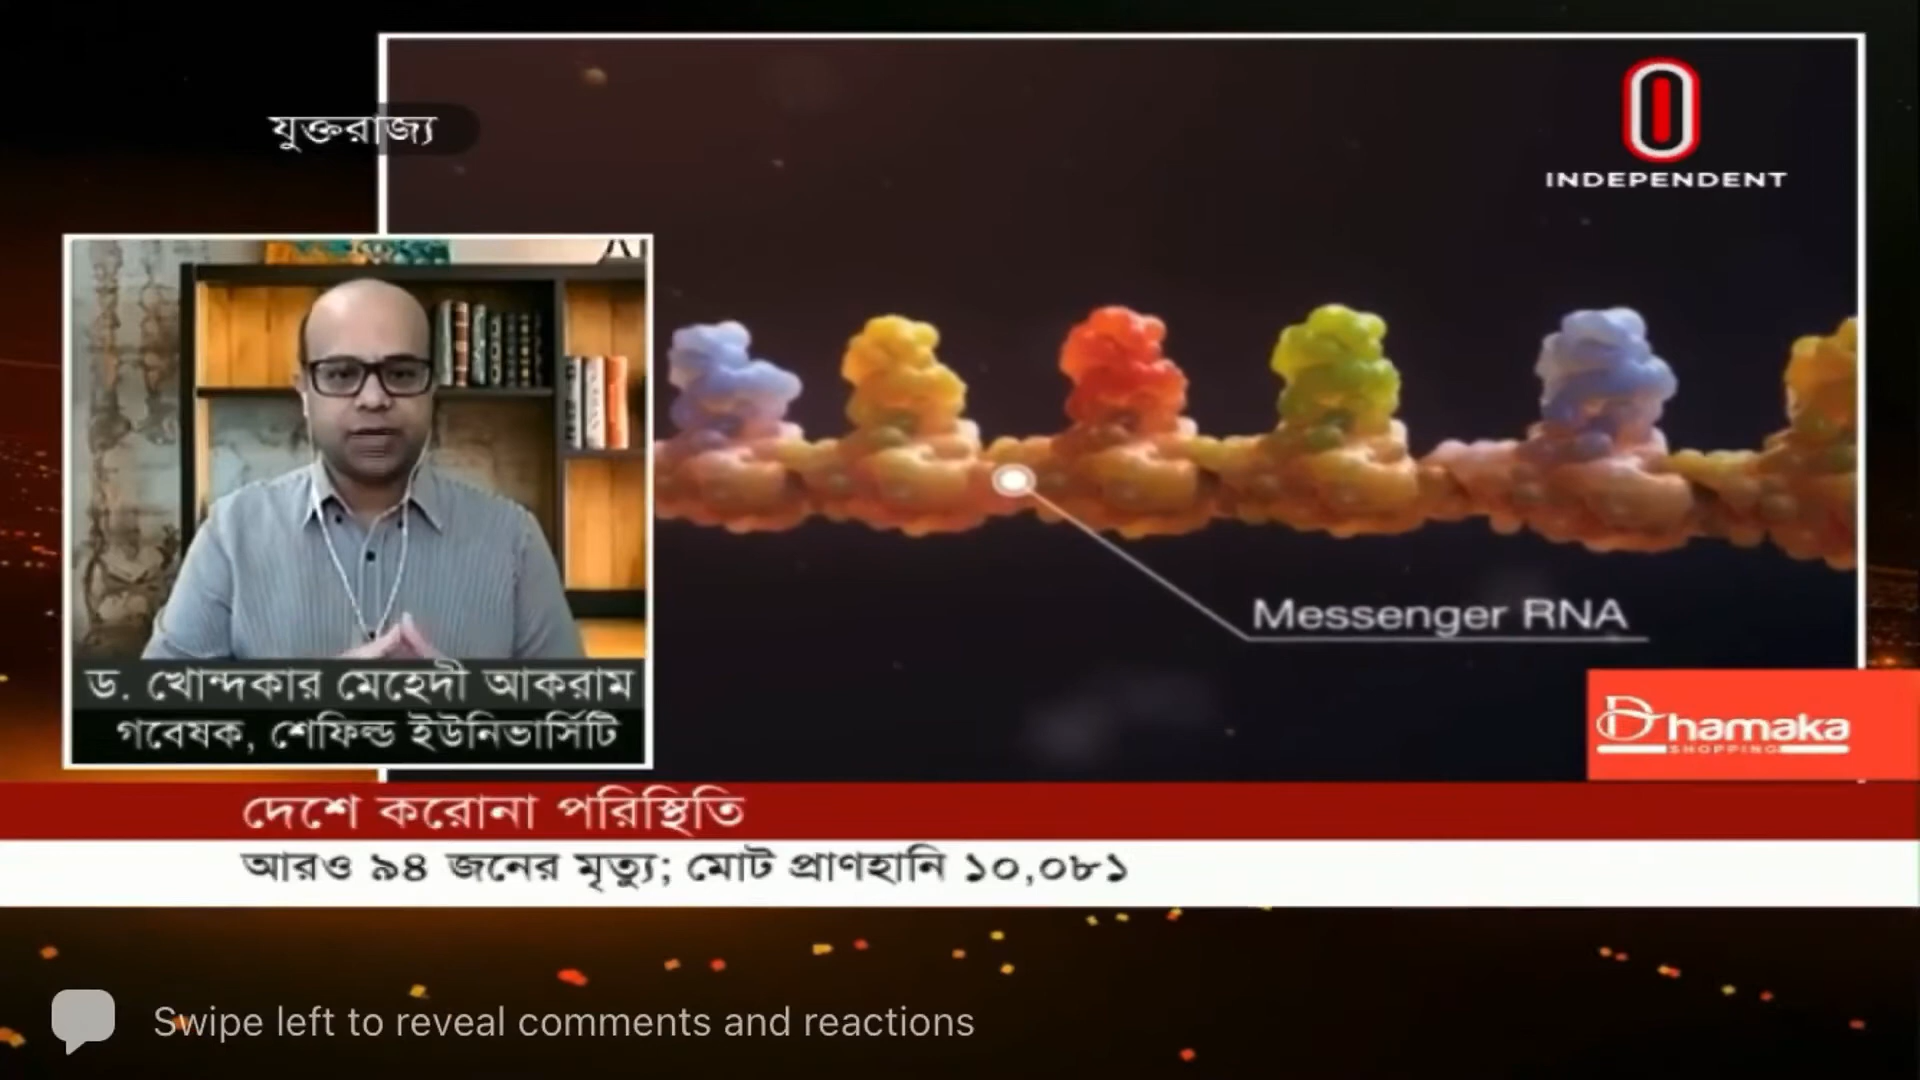 যুক্তরাজ্য
INDEPENDENT
Messenger RNA
ড. খোন্দকার মেহেদী আকরাম
গবেষক, শেফিল্ড ইউনিভার্সিটি
Dhamaka
SHOPPING
দেশে করোনা পরিস্থিতি
আরও ৯৪ জনের মৃত্যু; মোট প্রাণহানি ১০,০৮১
Swipe left to reveal comments and reactions